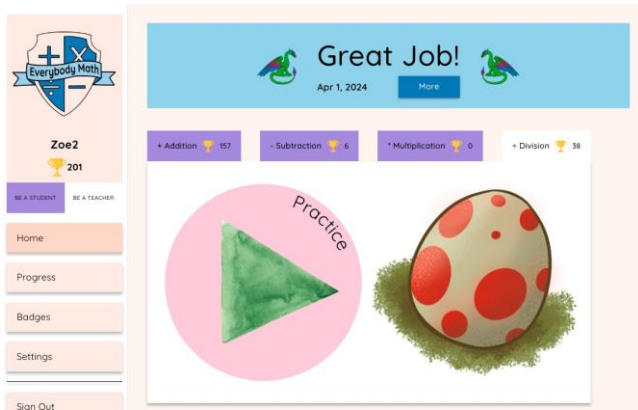 Everybody Math
Zoe2
201
BE A STUDENT BE A TEACHER
Home
Progress
Badges
Settings
Sign Out
Great Job!
Apr 1, 2024 More
+ Addition 157 - Subtraction 6 * Multiplication 0 ÷ Division 38
Practice